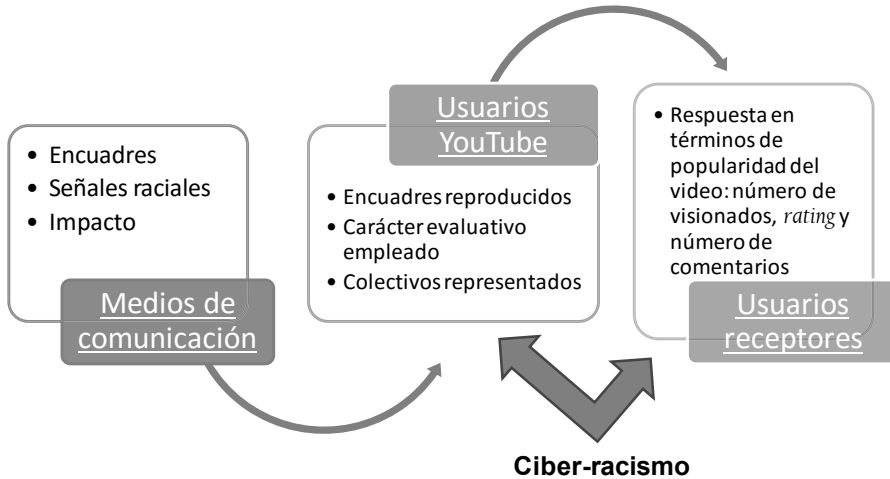 • Encuadres
• Señales raciales
• Impacto
Medios de
comunicación
Usuarios
YouTube
• Encuadres reproducidos
• Carácter evaluativo
empleado
• Colectivos representados
• Respuesta en
términos de
popularidad del
video: número de
visionados, rating y
número de
comentarios
Usuarios
receptores
Ciber-racismo